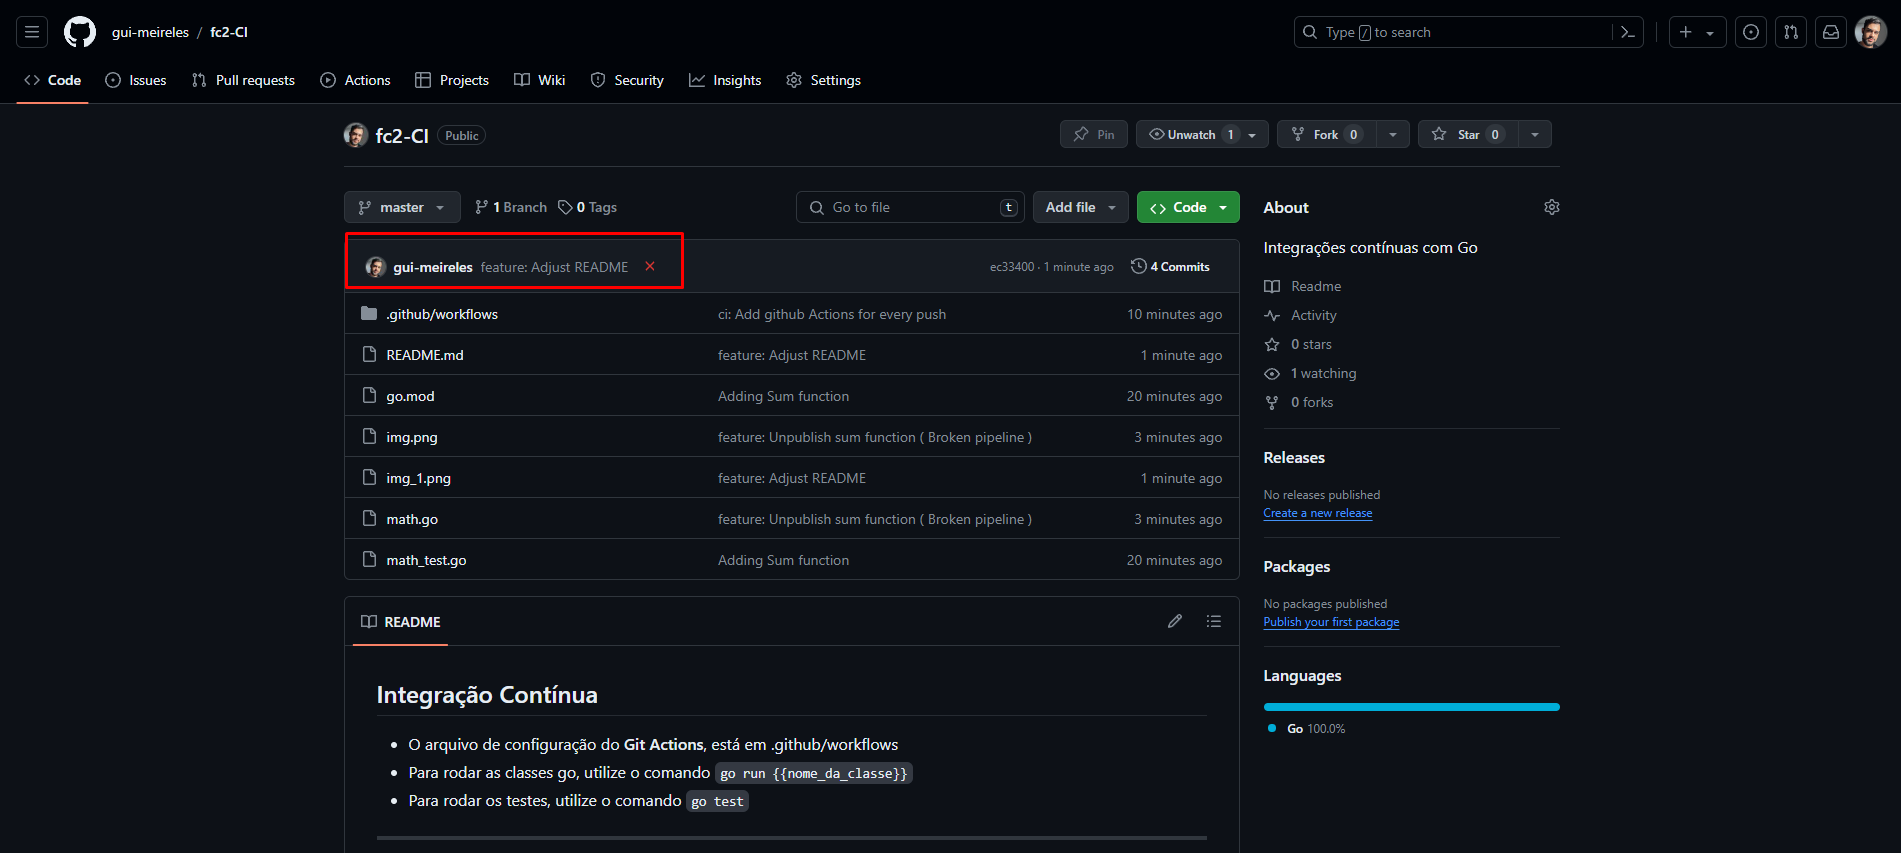 gui-meireles / fc2-CI
Type / to search
Code Issues Pull requests Actions Projects Wiki Security Insights Settings
fc2-CI Public
Pin Unwatch 1 Fork 0 Star 0
master 1 Branch 0 Tags Go to file t Add file Code
gui-meireles feature: Adjust README ec33400 · 1 minute ago 4 Commits
.github/workflows ci: Add github Actions for every push 10 minutes ago
README.md feature: Adjust README 1 minute ago
go.mod Adding Sum function 20 minutes ago
img.png feature: Unpublish sum function ( Broken pipeline ) 3 minutes ago
img_1.png feature: Adjust README 1 minute ago
math.go feature: Unpublish sum function ( Broken pipeline ) 3 minutes ago
math_test.go Adding Sum function 20 minutes ago
README
Integração Contínua
O arquivo de configuração do Git Actions, está em .github/workflows
Para rodar as classes go, utilize o comando go run {{nome_da_classe}}
Para rodar os testes, utilize o comando go test
About
Integrações contínuas com Go
Readme
Activity
0 stars
1 watching
0 forks
Releases
No releases published
Create a new release
Packages
No packages published
Publish your first package
Languages
Go 100.0%